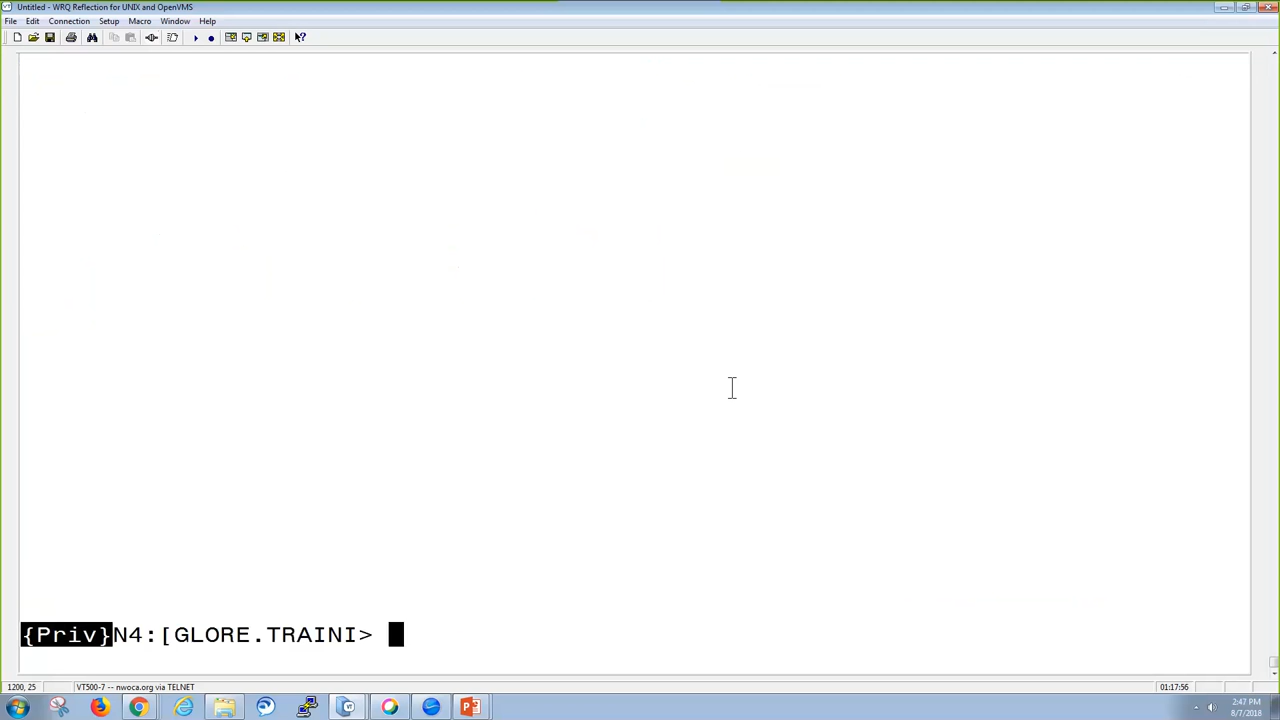 Untitled - WRQ Reflection for UNIX and OpenVMS
File Edit Connection Setup Macro Window Help
{Priv}N4:[GLORE.TRAINI>
1200, 25 VT500-7 -- nwoca.org via TELNET 01:17:56
2:47 PM
8/7/2018